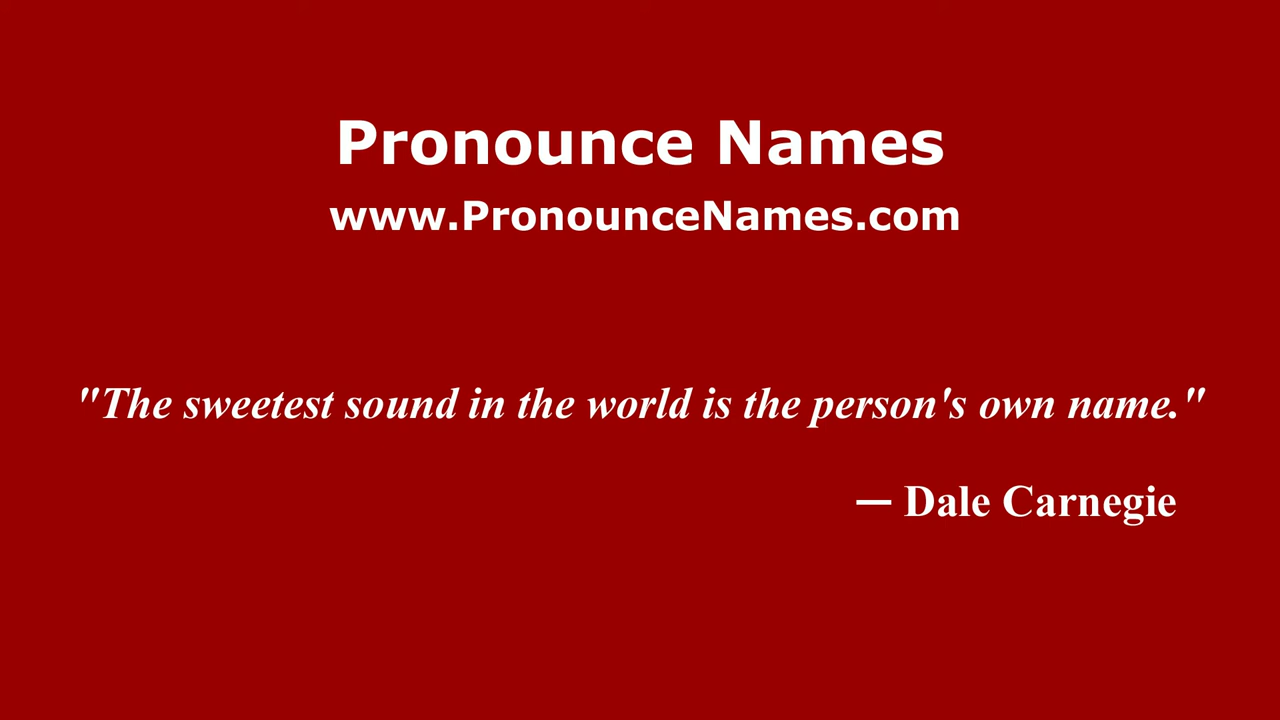 Pronounce Names
www.PronounceNames.com
"The sweetest sound in the world is the person's own name."
— Dale Carnegie